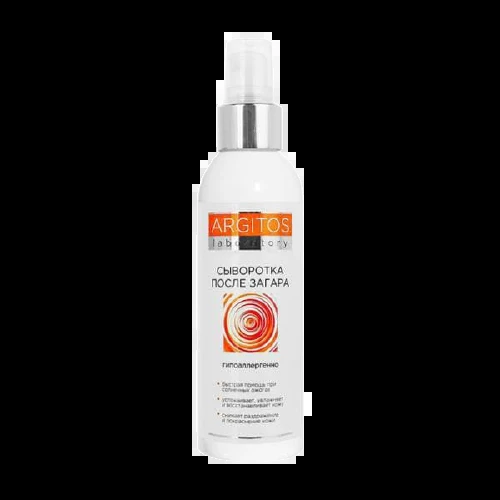 ARGITOS
laboratory
СЫВОРОТКА
ПОСЛЕ ЗАГАРА
гипоаллергенно
• быстрая помощь при
солнечных ожогах
• успокаивает, увлажняет
и восстанавливает кожу
• снимает раздражение
и покраснение кожи